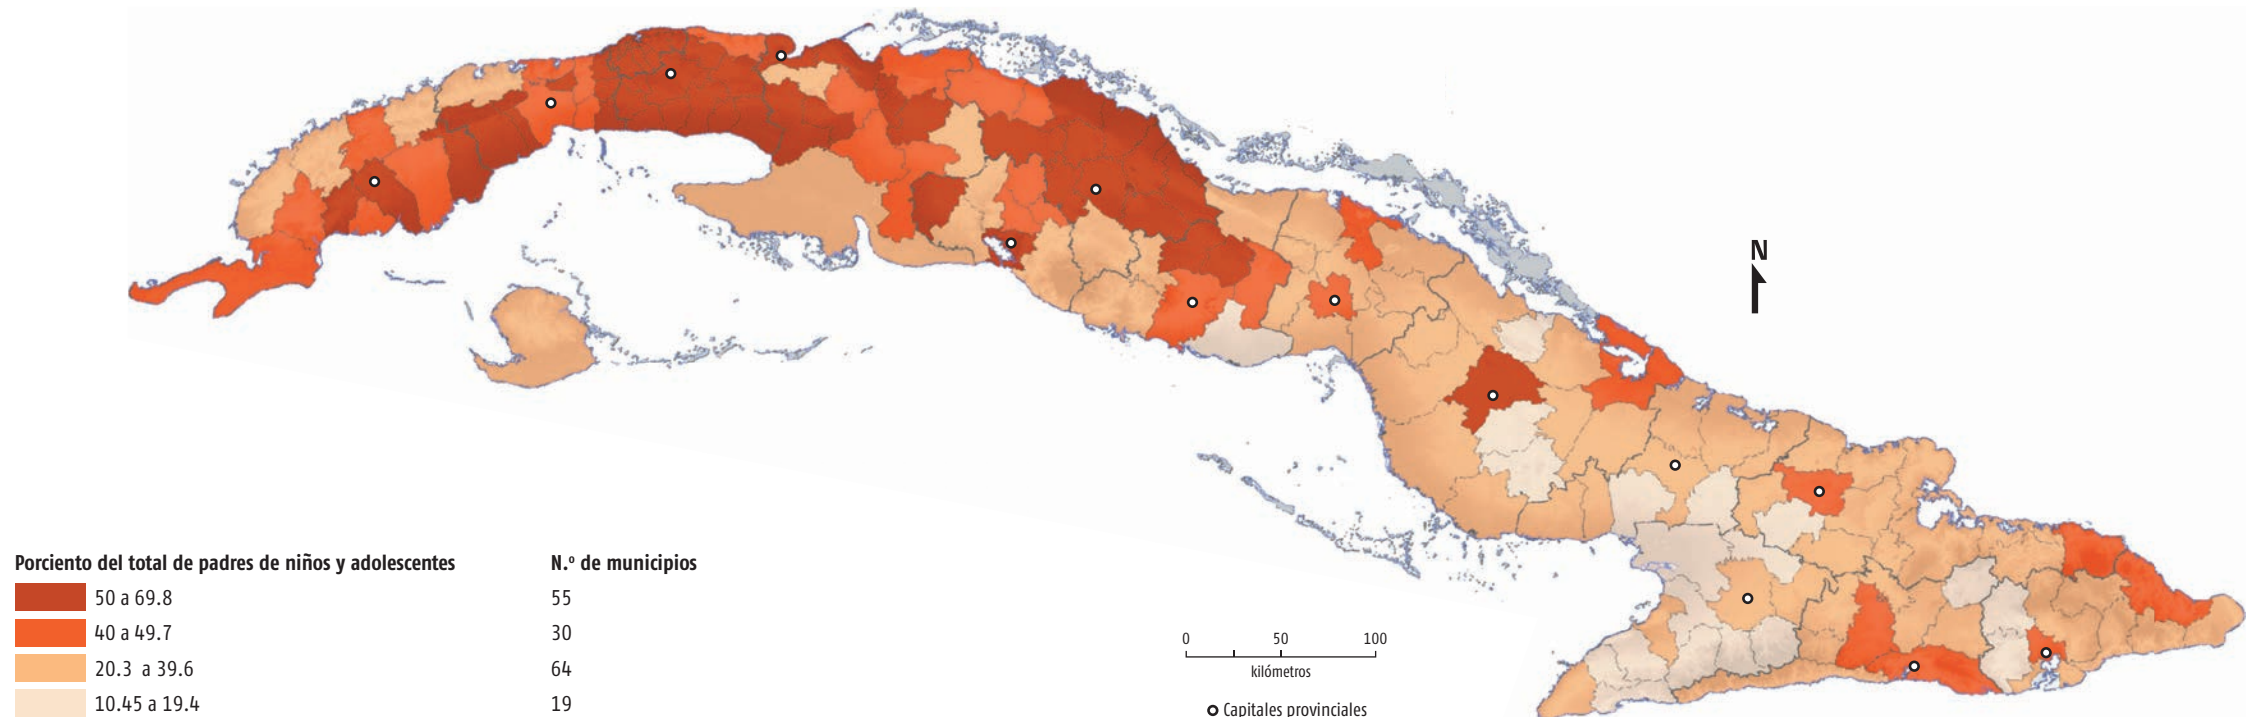 N
Porciento del total de padres de niños y adolescentes N.º de municipios
50 a 69.8 55
40 a 49.7 30
20.3 a 39.6 64
10.45 a 19.4 19
0 50 100
kilómetros
Capitales provinciales